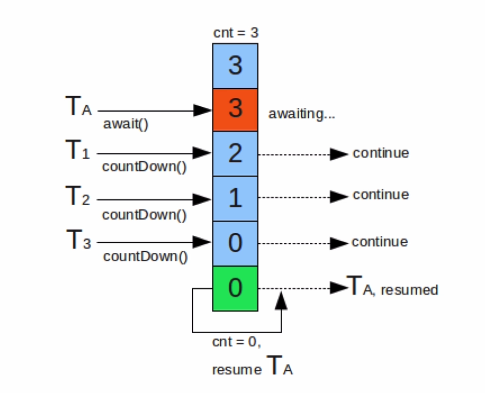 cnt = 3
3
TA
await()
3
awaiting...
T1
countDown()
2
continue
T2
countDown()
1
continue
T3
countDown()
0
continue
0
TA, resumed
cnt = 0,
resume TA